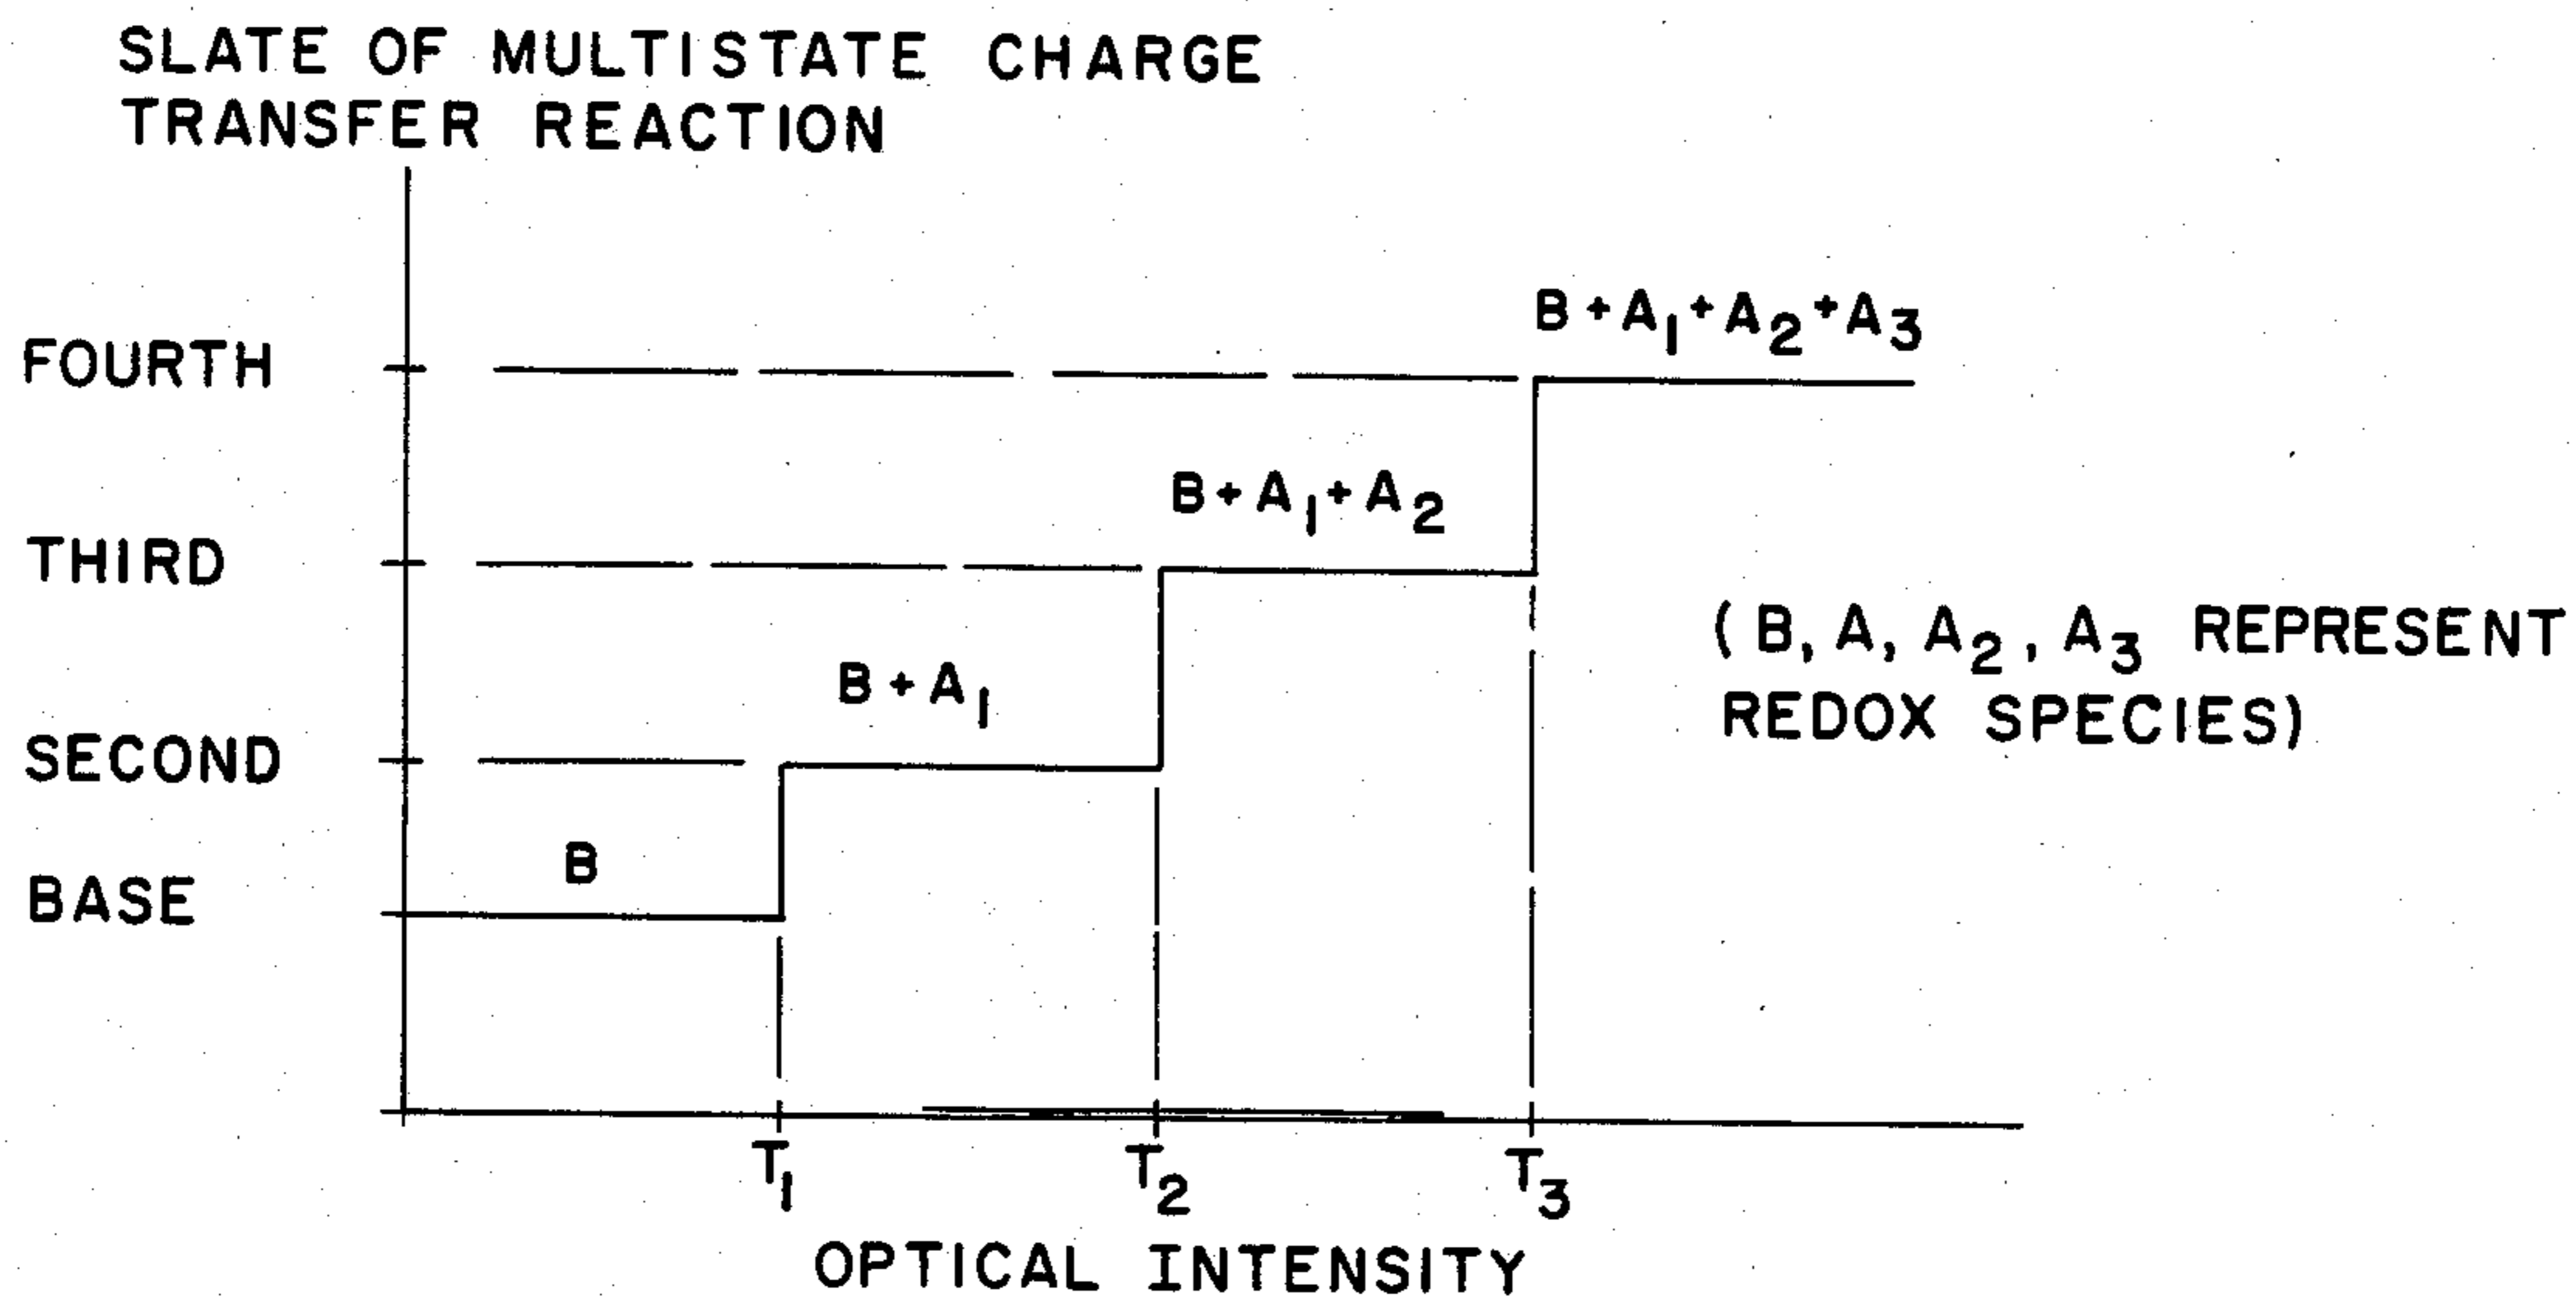 SLATE OF MULTISTATE CHARGE
TRANSFER REACTION
B+A₁+A₂+A₃
FOURTH
B+A₁+A₂
THIRD
(B, A, A₂, A₃ REPRESENT
REDOX SPECIES)
B+A₁
SECOND
B
BASE
T₁ T₂ T₃
OPTICAL INTENSITY